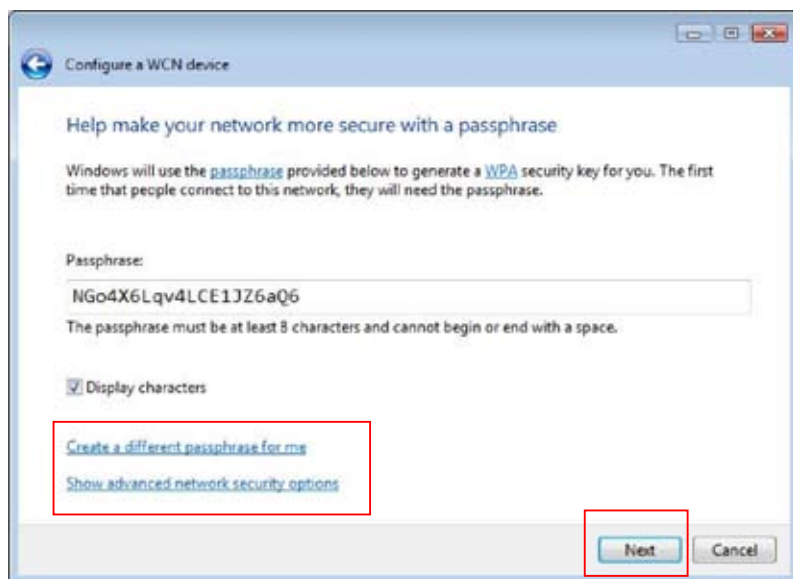 Configure a WCN device
Help make your network more secure with a passphrase
Windows will use the passphrase provided below to generate a WPA security key for you. The first
time that people connect to this network, they will need the passphrase.
Passphrase:
NGo4X6Lqv4LCE1JZ6aQ6
The passphrase must be at least 8 characters and cannot begin or end with a space.
Display characters
Create a different passphrase for me
Show advanced network security options
Next Cancel